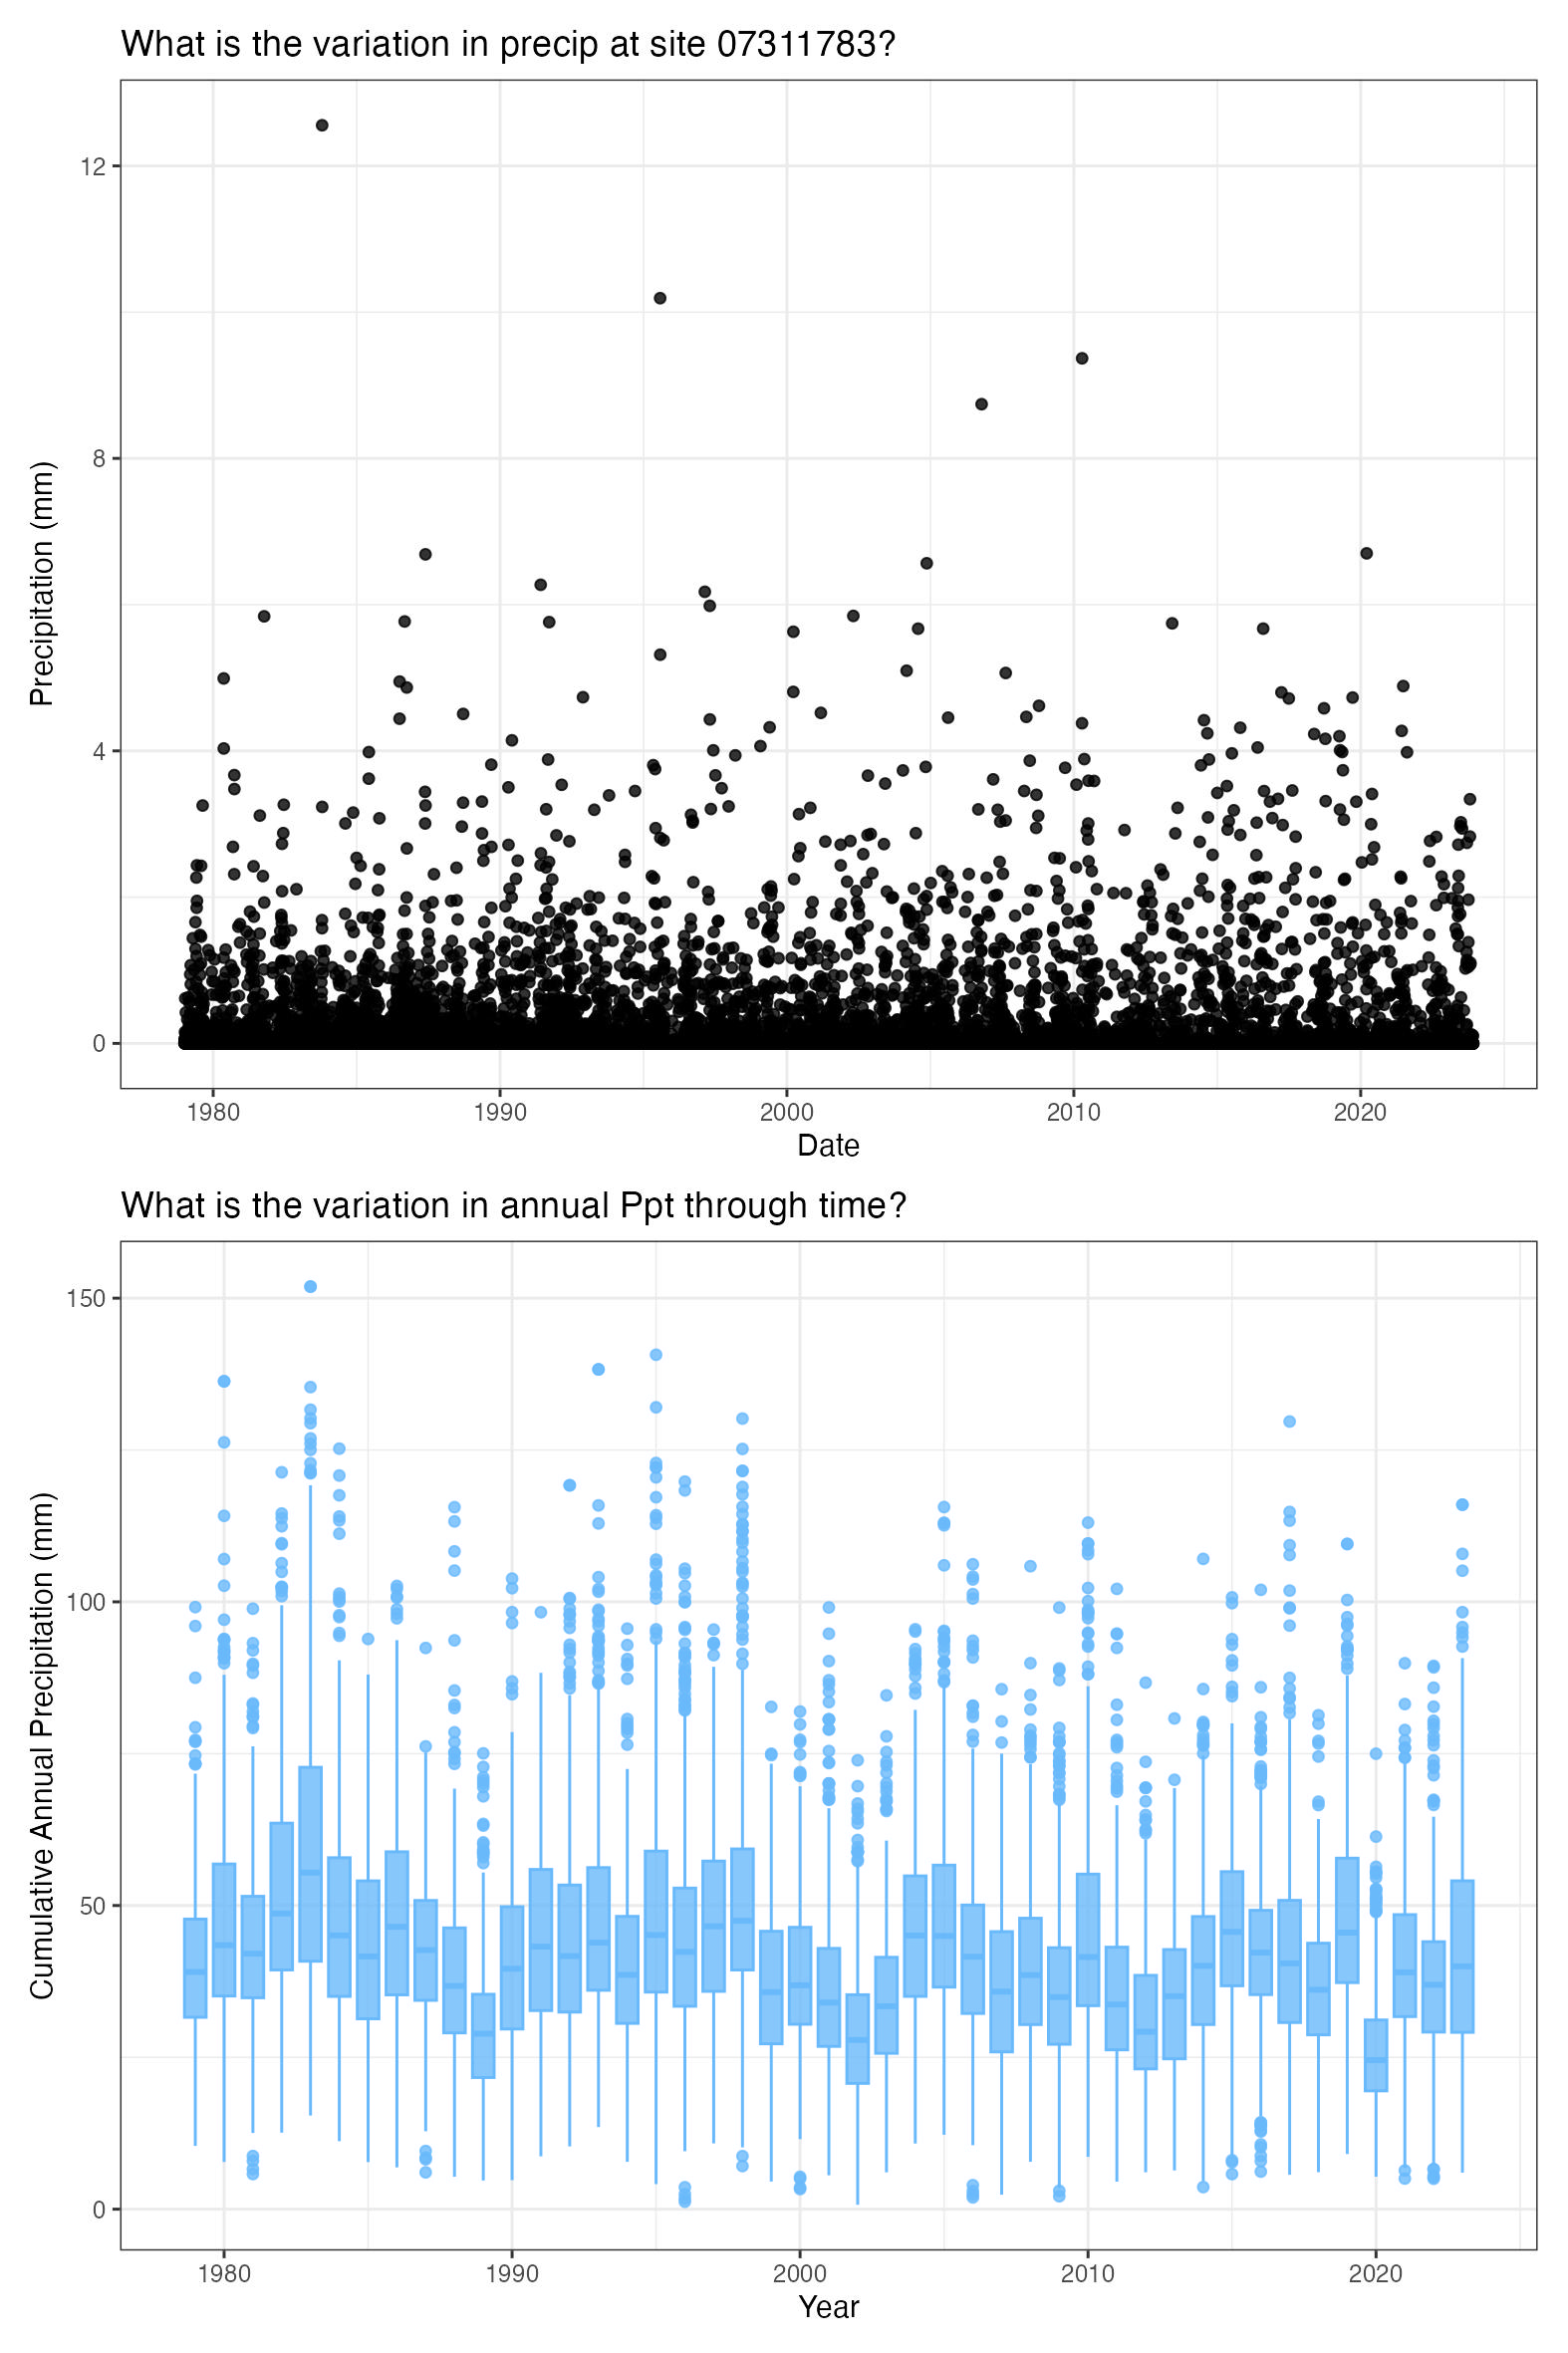 What is the variation in precip at site 07311783?
12
8
4
0
Precipitation (mm)
1980 1990 2000 2010 2020
Date
What is the variation in annual Ppt through time?
150
100
50
0
Cumulative Annual Precipitation (mm)
1980 1990 2000 2010 2020
Year